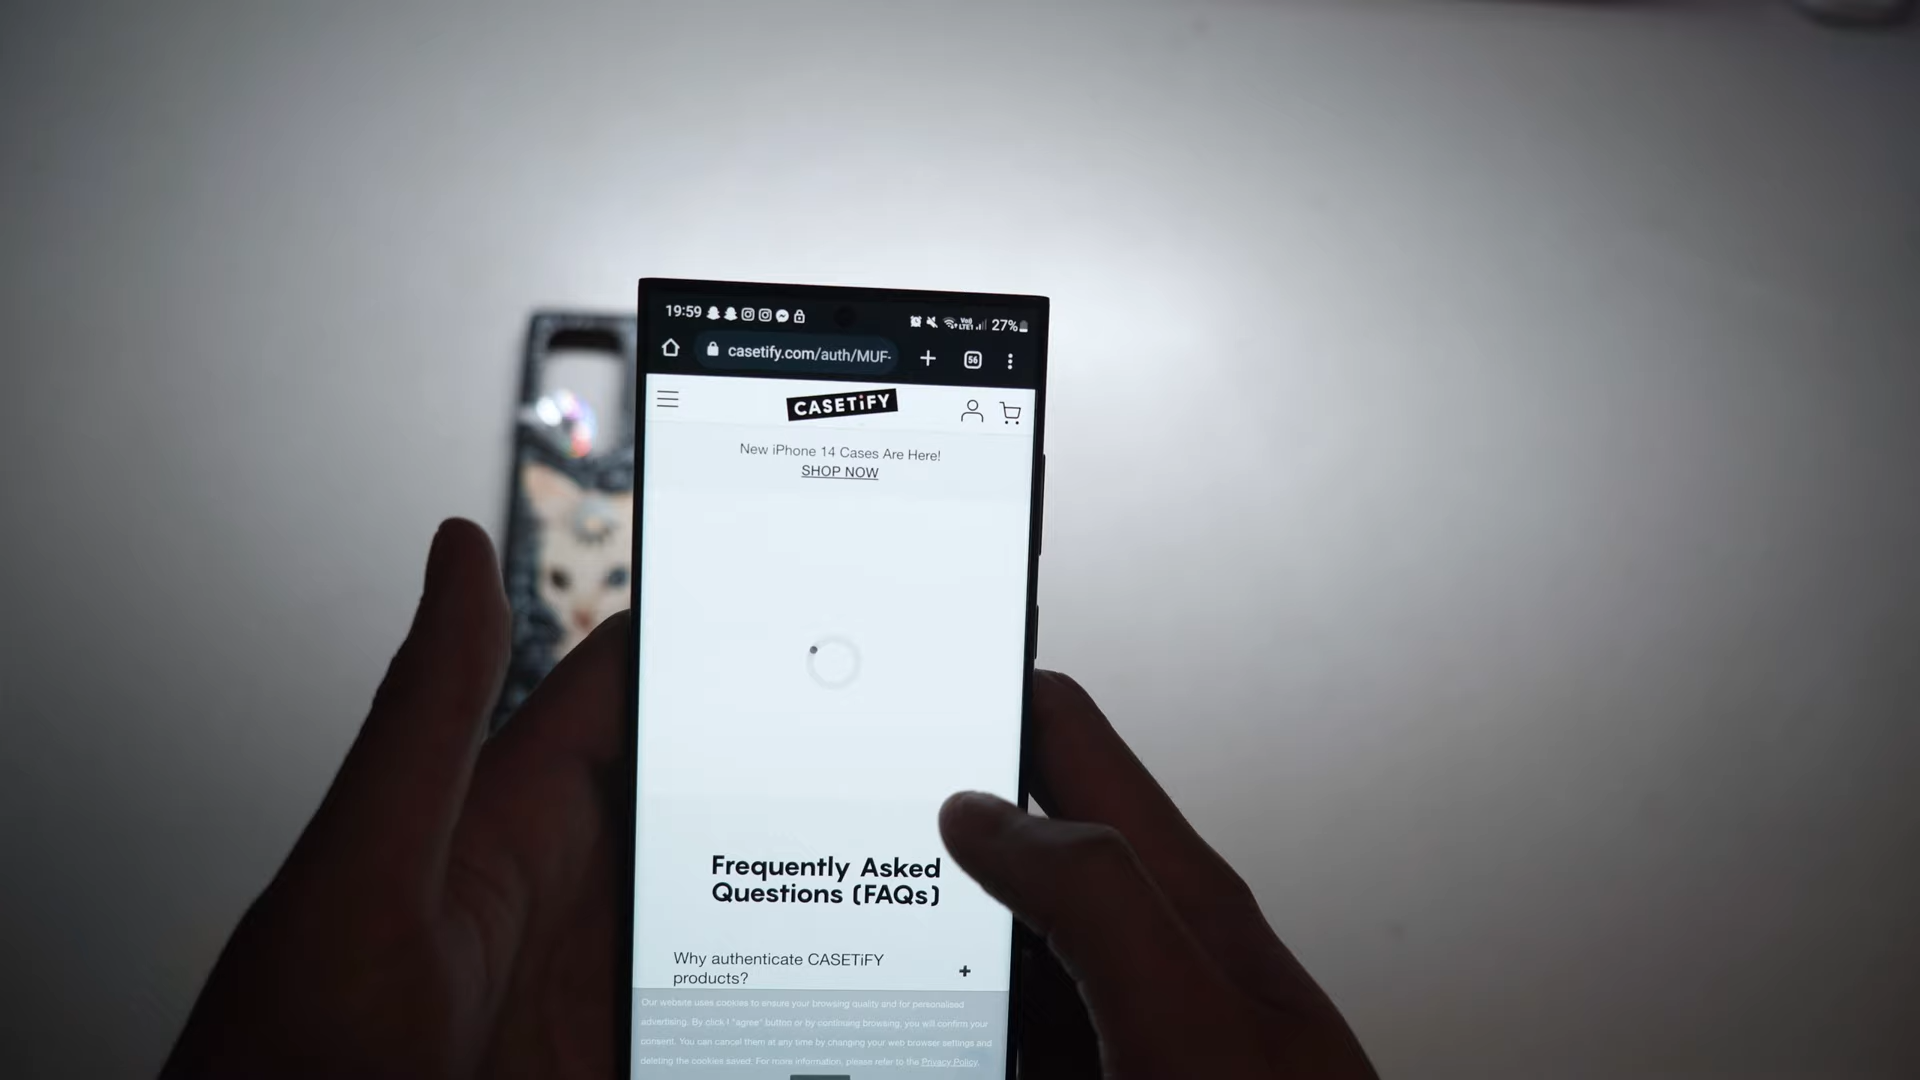 19:59
Vo) LTE1 27%
casetify.com/auth/MUF-
56
CASETiFY
New iPhone 14 Cases Are Here!
SHOP NOW
Frequently Asked
Questions (FAQs)
Why authenticate CASETiFY
products?
Our website uses cookies to ensure your browsing quality and for personalised
advertising. By click I "agree" button or by continuing browsing, you will confirm your
consent. You can cancel them at any time by changing your web browser settings and
deleting the cookies saved. For more information, please refer to the Privacy Policy.